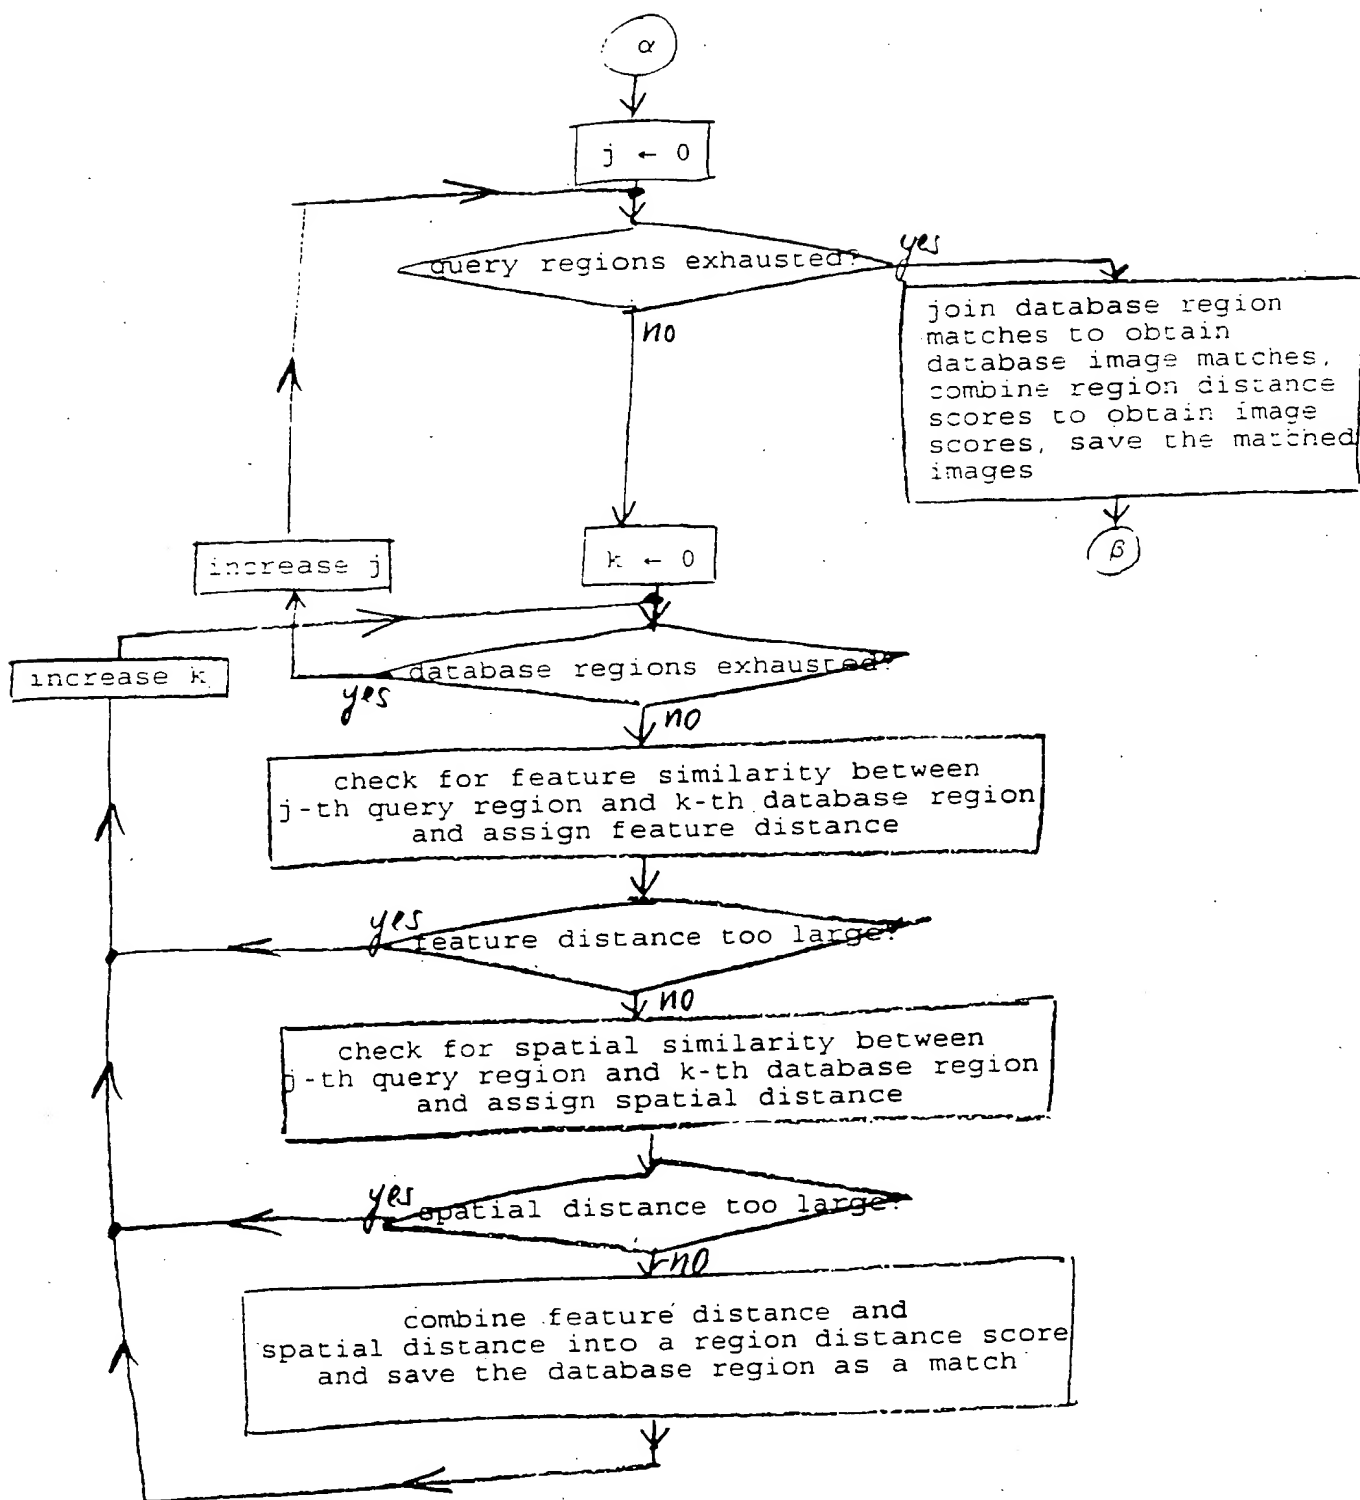 α
j ← 0
query regions exhausted?
yes
no
join database region
matches to obtain
database image matches,
combine region distance
scores to obtain image
scores, save the matched
images
β
k ← 0
increase j
increase k
database regions exhausted?
yes
no
check for feature similarity between
j-th query region and k-th database region
and assign feature distance
yes
feature distance too large?
no
check for spatial similarity between
j-th query region and k-th database region
and assign spatial distance
yes
spatial distance too large?
no
combine feature distance and
spatial distance into a region distance score
and save the database region as a match